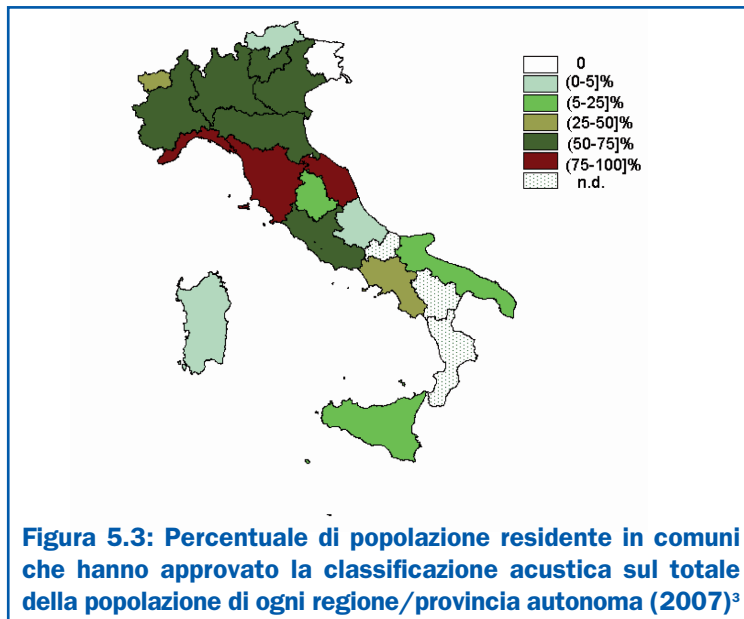 0
(0-5]%
(5-25]%
(25-50]%
(50-75]%
(75-100]%
n.d.
Figura 5.3: Percentuale di popolazione residente in comuni
che hanno approvato la classificazione acustica sul totale
della popolazione di ogni regione/provincia autonoma (2007)³